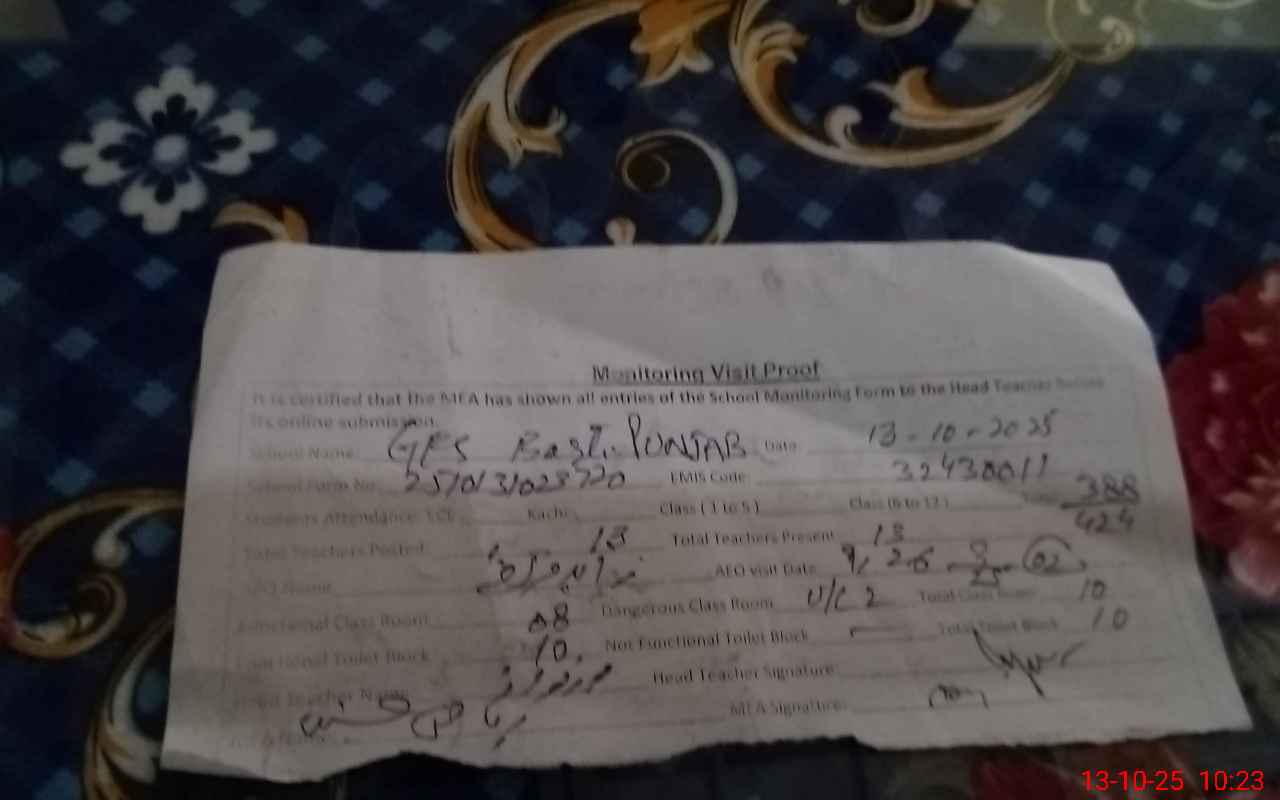 Monitoring Visit Proof
It is certified that the MEA has shown all entries of the School Monitoring Form to the Head Teacher before
its online submission.
School Name: GES Basti PUNJAB Date 13-10-2025
School Form No: EMIS Code 32430011
Students Attendance: ECE Kachi Class ( 1 to 5 ) Class (6 to 12 ) 388
424
Total Teachers Posted 13 Total Teachers Present 13
AEO Name AEO visit Date 9, 26 02
Functional Class Room 08 Dangerous Class Room U/C 2 Total Class Room 10
Functional Toilet Block 10. Not Functional Toilet Block Total Toilet Block 10
Head Teacher Name Head Teacher Signature:
MEA Signature:
13-10-25 10:23